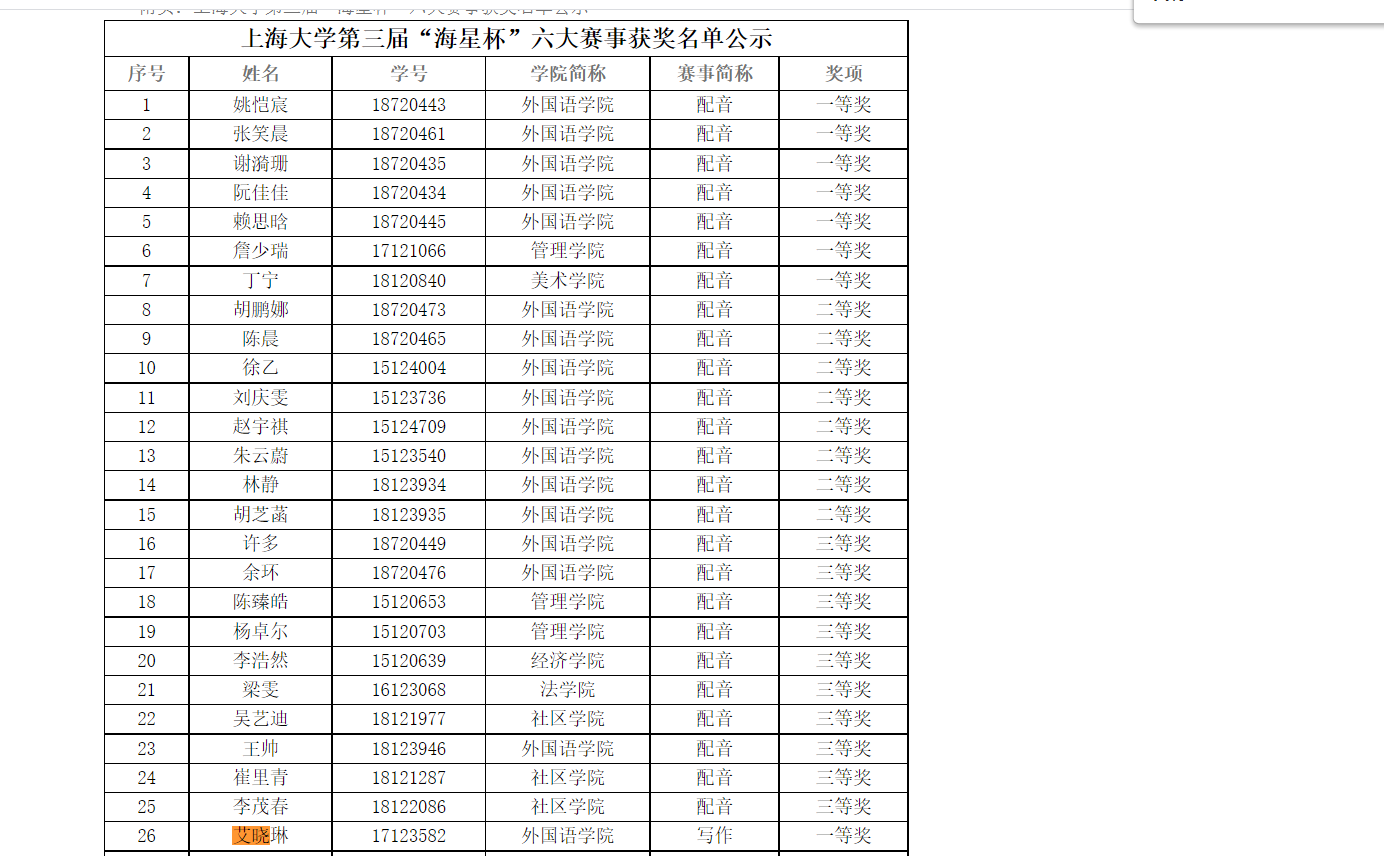 上海大学第三届“海星杯”六大赛事获奖名单公示
序号 姓名 学号 学院简称 赛事简称 奖项
1 姚恺宸 18720443 外国语学院 配音 一等奖
2 张笑晨 18720461 外国语学院 配音 一等奖
3 谢漪珊 18720435 外国语学院 配音 一等奖
4 阮佳佳 18720434 外国语学院 配音 一等奖
5 赖思晗 18720445 外国语学院 配音 一等奖
6 詹少瑞 17121066 管理学院 配音 一等奖
7 丁宁 18120840 美术学院 配音 一等奖
8 胡鹏娜 18720473 外国语学院 配音 二等奖
9 陈晨 18720465 外国语学院 配音 二等奖
10 徐乙 15124004 外国语学院 配音 二等奖
11 刘庆雯 15123736 外国语学院 配音 二等奖
12 赵宇祺 15124709 外国语学院 配音 二等奖
13 朱云蔚 15123540 外国语学院 配音 二等奖
14 林静 18123934 外国语学院 配音 二等奖
15 胡芝菡 18123935 外国语学院 配音 二等奖
16 许多 18720449 外国语学院 配音 三等奖
17 余环 18720476 外国语学院 配音 三等奖
18 陈臻皓 15120653 管理学院 配音 三等奖
19 杨卓尔 15120703 管理学院 配音 三等奖
20 李浩然 15120639 经济学院 配音 三等奖
21 梁雯 16123068 法学院 配音 三等奖
22 吴艺迪 18121977 社区学院 配音 三等奖
23 王帅 18123946 外国语学院 配音 三等奖
24 崔里青 18121287 社区学院 配音 三等奖
25 李茂春 18122086 社区学院 配音 三等奖
26 艾晓琳 17123582 外国语学院 写作 一等奖